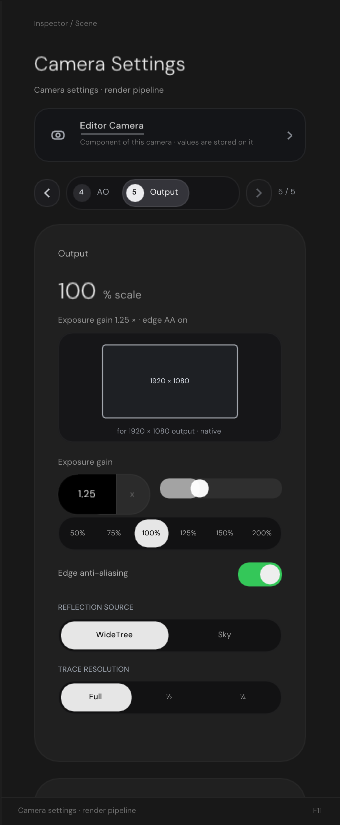 Inspector / Scene
Camera Settings
Camera settings · render pipeline
Editor Camera
Component of this camera · values are stored on it
4 AO 5 Output 5 / 5
Output
100 % scale
Exposure gain 1.25 × · edge AA on
1920 × 1080
for 1920 × 1080 output · native
Exposure gain
1.25 x
50% 75% 100% 125% 150% 200%
Edge anti-aliasing
REFLECTION SOURCE
WideTree Sky
TRACE RESOLUTION
Full ½ ¼
Camera settings · render pipeline